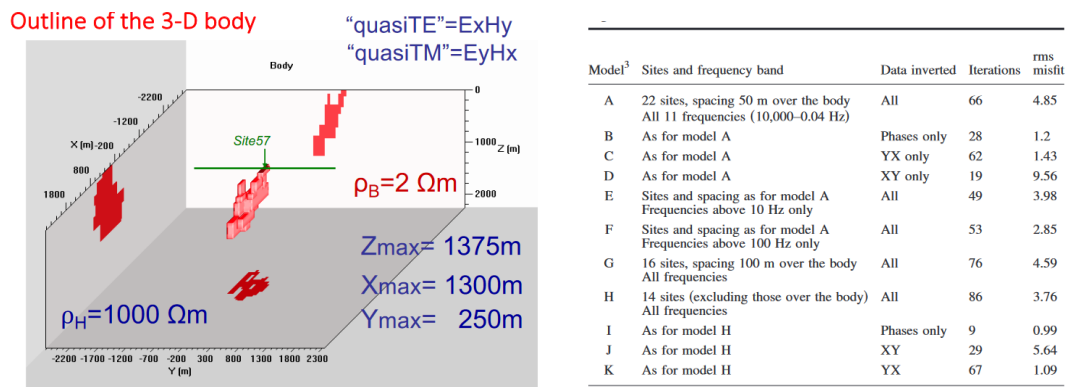 Outline of the 3-D body
“quasiTE”=ExHy
“quasiTM”=EyHx
Body
-2200
-1200
X (m)-200
800
1800
0
1000
Z (m)
2000
Site57
ρB=2 Ωm
Zmax= 1375m
Xmax= 1300m
Ymax= 250m
ρH=1000 Ωm
-2200 -1700 -1200 -700 -200 300 800 1300 1800 2300
Y (m)
Model3 Sites and frequency band Data inverted Iterations rms misfit
A 22 sites, spacing 50 m over the body All 66 4.85
All 11 frequencies (10,000–0.04 Hz)
B As for model A Phases only 28 1.2
C As for model A YX only 62 1.43
D As for model A XY only 19 9.56
E Sites and spacing as for model A All 49 3.98
Frequencies above 10 Hz only
F Sites and spacing as for model A All 53 2.85
Frequencies above 100 Hz only
G 16 sites, spacing 100 m over the body All 76 4.59
All frequencies
H 14 sites (excluding those over the body) All 86 3.76
All frequencies
I As for model H Phases only 9 0.99
J As for model H XY 29 5.64
K As for model H YX 67 1.09